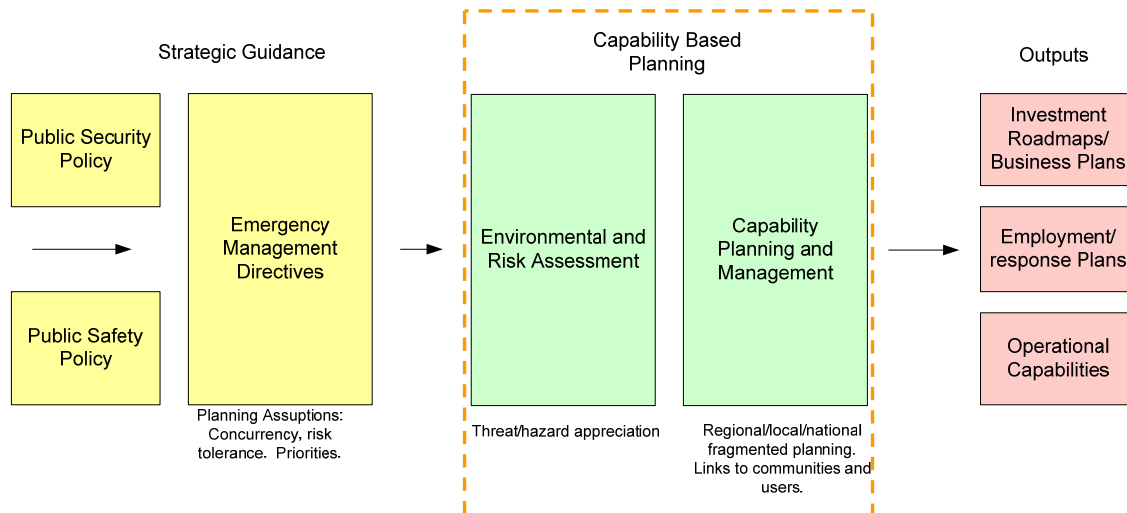 Strategic Guidance
Capability Based
Planning
Outputs
Public Security
Policy
Public Safety
Policy
Emergency
Management
Directives
Planning Assuptions:
Concurrency, risk
tolerance. Priorities.
Environmental and
Risk Assessment
Threat/hazard appreciation
Capability
Planning and
Management
Regional/local/national
fragmented planning.
Links to communities and
users.
Investment
Roadmaps/
Business Plans
Employment/
response Plans
Operational
Capabilities